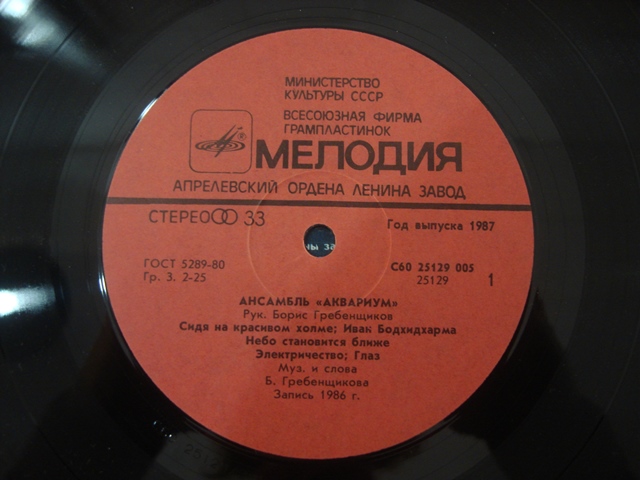 МИНИСТЕРСТВО
КУЛЬТУРЫ СССР
ВСЕСОЮЗНАЯ ФИРМА
ГРАМПЛАСТИНОК
МЕЛОДИЯ
АПРЕЛЕВСКИЙ ОРДЕНА ЛЕНИНА ЗАВОД
СТЕРЕО 33
Год выпуска 1987
ГОСТ 5289-80
Гр. 3. 2-25
С60 25129 005
25129
1
АНСАМБЛЬ «АКВАРИУМ»
Рук. Борис Гребенщиков
Сидя на красивом холме; Иван Бодхидхарма
Небо становится ближе
Электричество; Глаз
Муз. и слова
Б. Гребенщикова
Запись 1986 г.